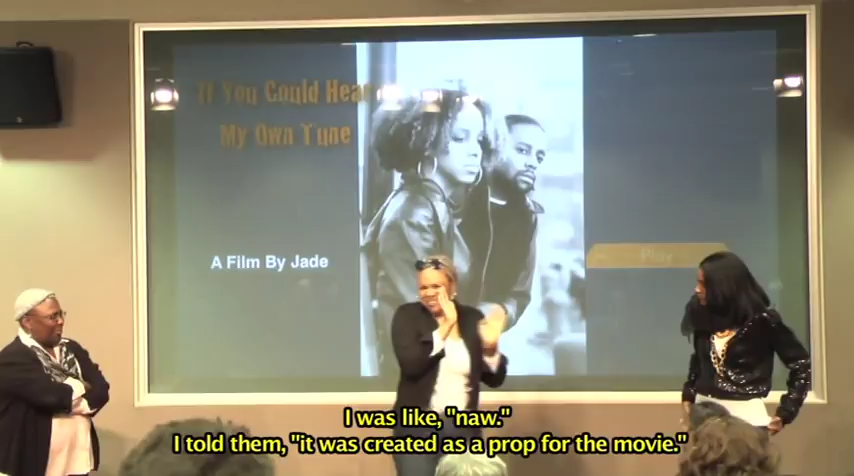 If You Could Hear
My Own Tune
A Film By Jade
Play
I was like, "naw."
I told them, "it was created as a prop for the movie."